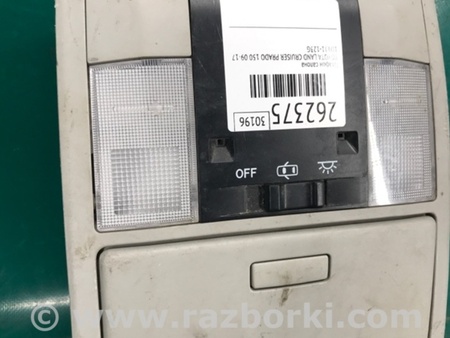 262375
30196
LAND CRUISER PRADO 150 09-17
OFF
© www.razborki.com